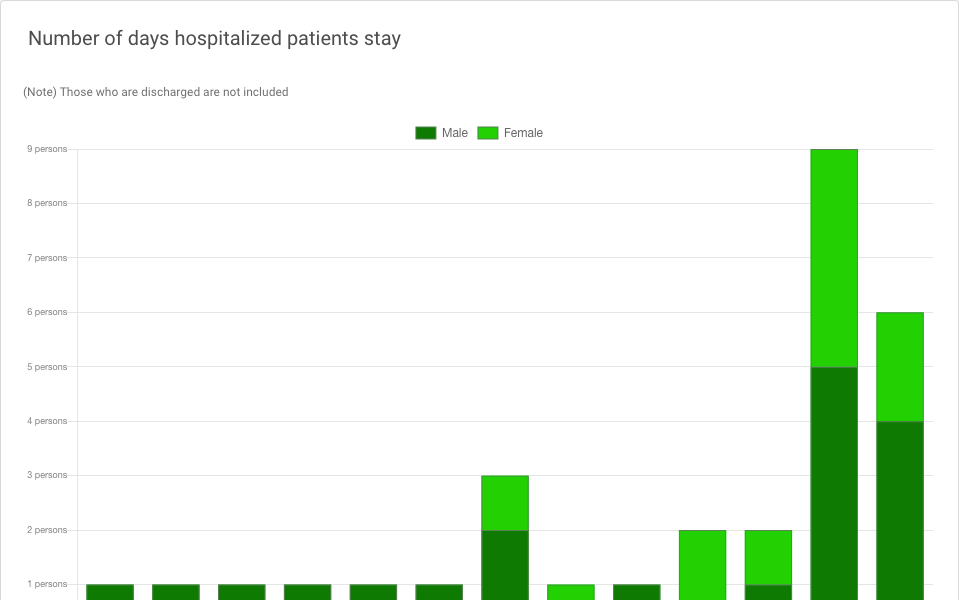 Number of days hospitalized patients stay
(Note) Those who are discharged are not included
Male Female
9 persons
8 persons
7 persons
6 persons
5 persons
4 persons
3 persons
2 persons
1 persons